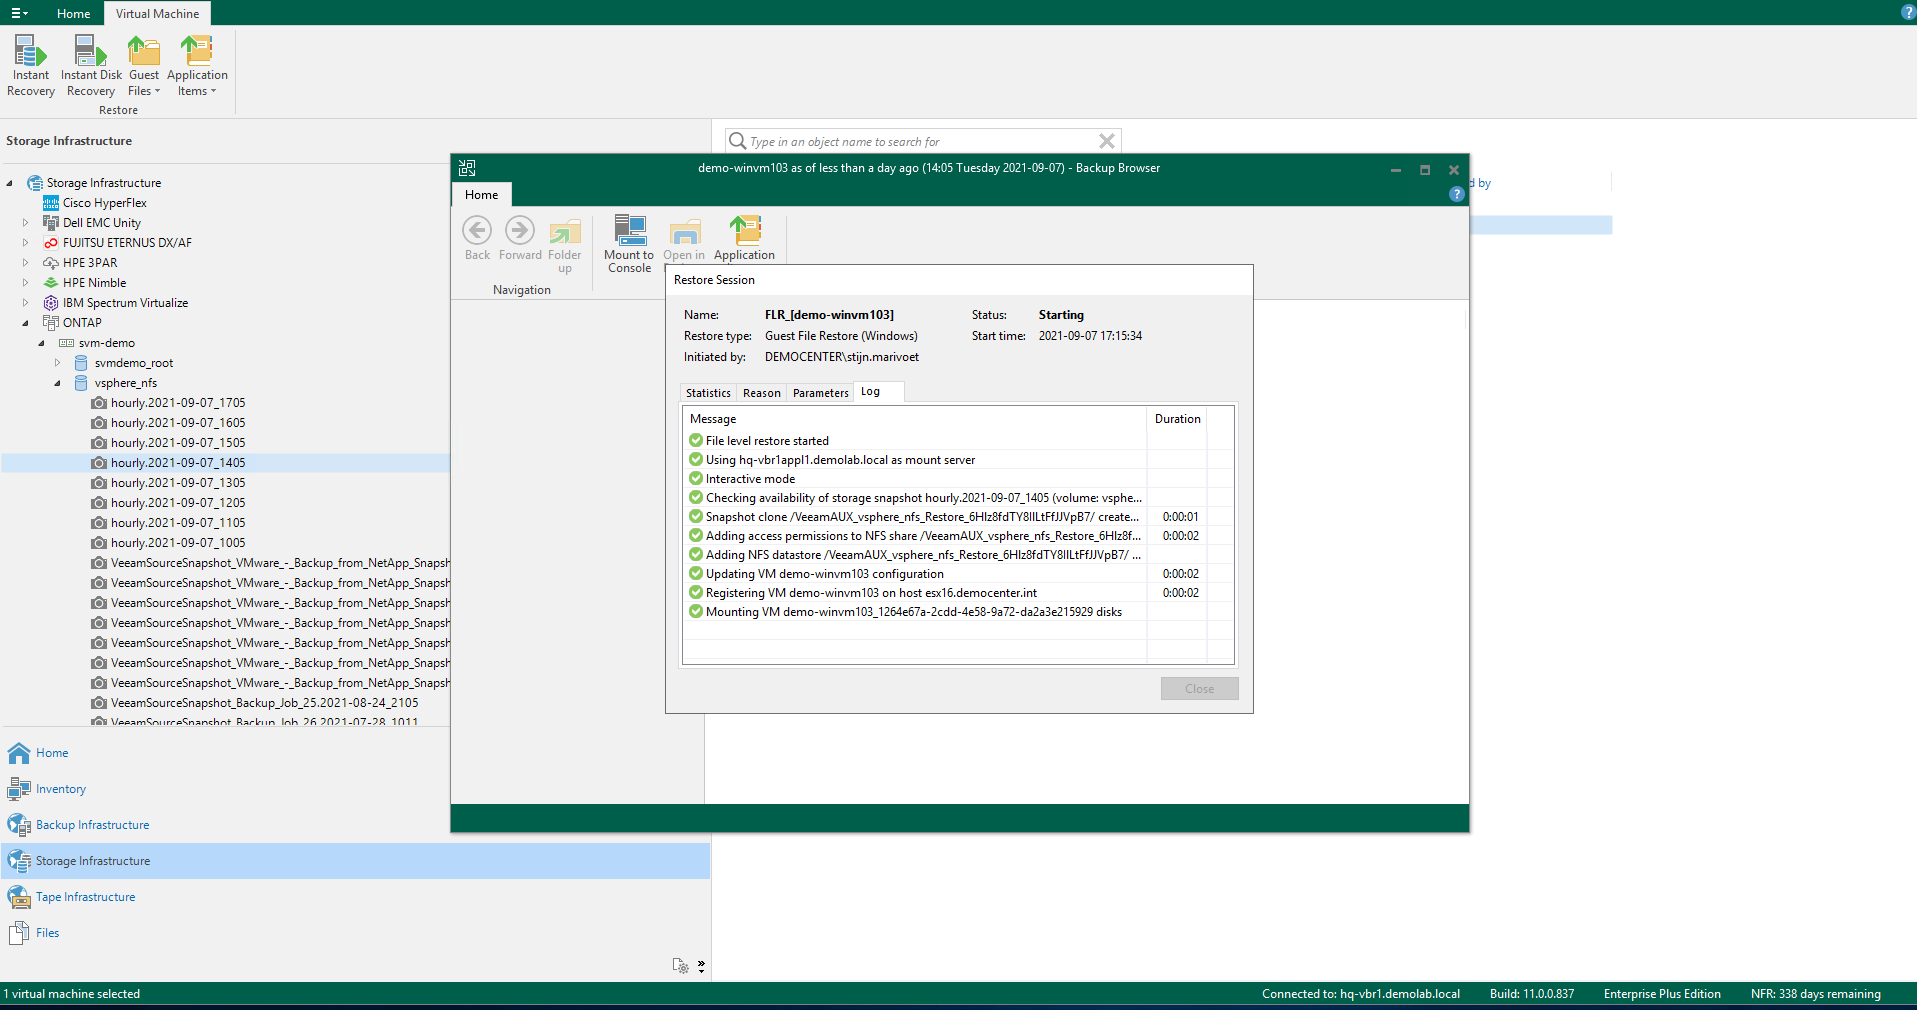 Home
Virtual Machine
Instant Recovery
Instant Disk Recovery
Guest Files
Application Items
Restore
Storage Infrastructure
Type in an object name to search for
Storage Infrastructure
Cisco HyperFlex
Dell EMC Unity
FUJITSU ETERNUS DX/AF
HPE 3PAR
HPE Nimble
IBM Spectrum Virtualize
ONTAP
svm-demo
svmdemo_root
vsphere_nfs
hourly.2021-09-07_1705
hourly.2021-09-07_1605
hourly.2021-09-07_1505
hourly.2021-09-07_1405
hourly.2021-09-07_1305
hourly.2021-09-07_1205
hourly.2021-09-07_1105
hourly.2021-09-07_1005
VeeamSourceSnapshot_VMware_-_Backup_from_NetApp_Snapsh
VeeamSourceSnapshot_VMware_-_Backup_from_NetApp_Snapsh
VeeamSourceSnapshot_VMware_-_Backup_from_NetApp_Snapsh
VeeamSourceSnapshot_VMware_-_Backup_from_NetApp_Snapsh
VeeamSourceSnapshot_VMware_-_Backup_from_NetApp_Snapsh
VeeamSourceSnapshot_VMware_-_Backup_from_NetApp_Snapsh
VeeamSourceSnapshot_VMware_-_Backup_from_NetApp_Snapsh
VeeamSourceSnapshot_Backup_Job_25.2021-08-24_2105
VeeamSourceSnapshot_Backup_Job_26.2021-07-28_1011
Home
Inventory
Backup Infrastructure
Storage Infrastructure
Tape Infrastructure
Files
demo-winvm103 as of less than a day ago (14:05 Tuesday 2021-09-07) - Backup Browser
d by
Home
Back
Forward
Folder up
Mount to Console
Open in
Application
Navigation
Restore Session
Name: FLR_[demo-winvm103] Status: Starting
Restore type: Guest File Restore (Windows) Start time: 2021-09-07 17:15:34
Initiated by: DEMOCENTER\stijn.marivoet
Statistics Reason Parameters Log
Message Duration
File level restore started
Using hq-vbr1appl1.demolab.local as mount server
Interactive mode
Checking availability of storage snapshot hourly.2021-09-07_1405 (volume: vsphe...
Snapshot clone /VeeamAUX_vsphere_nfs_Restore_6HIz8fdTY8IILtFfJJVpB7/ create... 0:00:01
Adding access permissions to NFS share /VeeamAUX_vsphere_nfs_Restore_6HIz8f... 0:00:02
Adding NFS datastore /VeeamAUX_vsphere_nfs_Restore_6HIz8fdTY8IILtFfJJVpB7/ ...
Updating VM demo-winvm103 configuration 0:00:02
Registering VM demo-winvm103 on host esx16.democenter.int 0:00:02
Mounting VM demo-winvm103_1264e67a-2cdd-4e58-9a72-da2a3e215929 disks
Close
1 virtual machine selected
Connected to: hq-vbr1.demolab.local
Build: 11.0.0.837
Enterprise Plus Edition
NFR: 338 days remaining